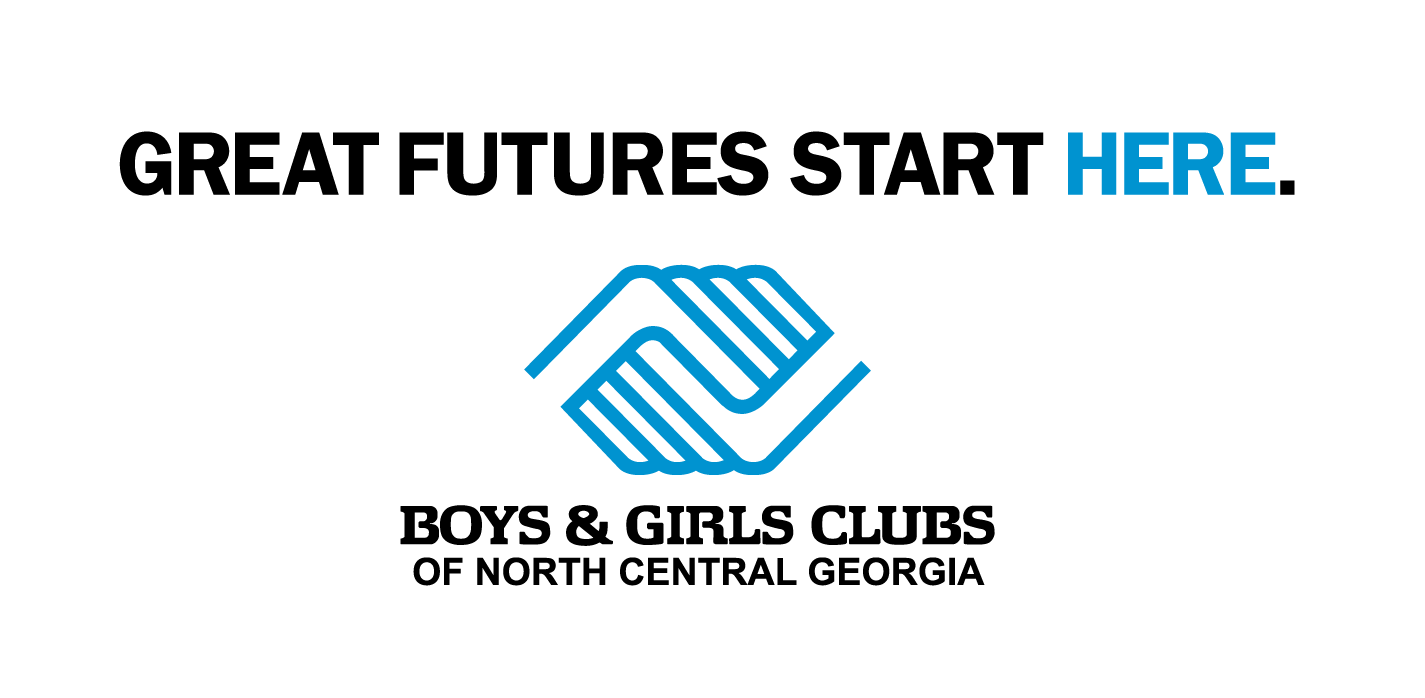 GREAT FUTURES START HERE.
BOYS & GIRLS CLUBS
OF NORTH CENTRAL GEORGIA